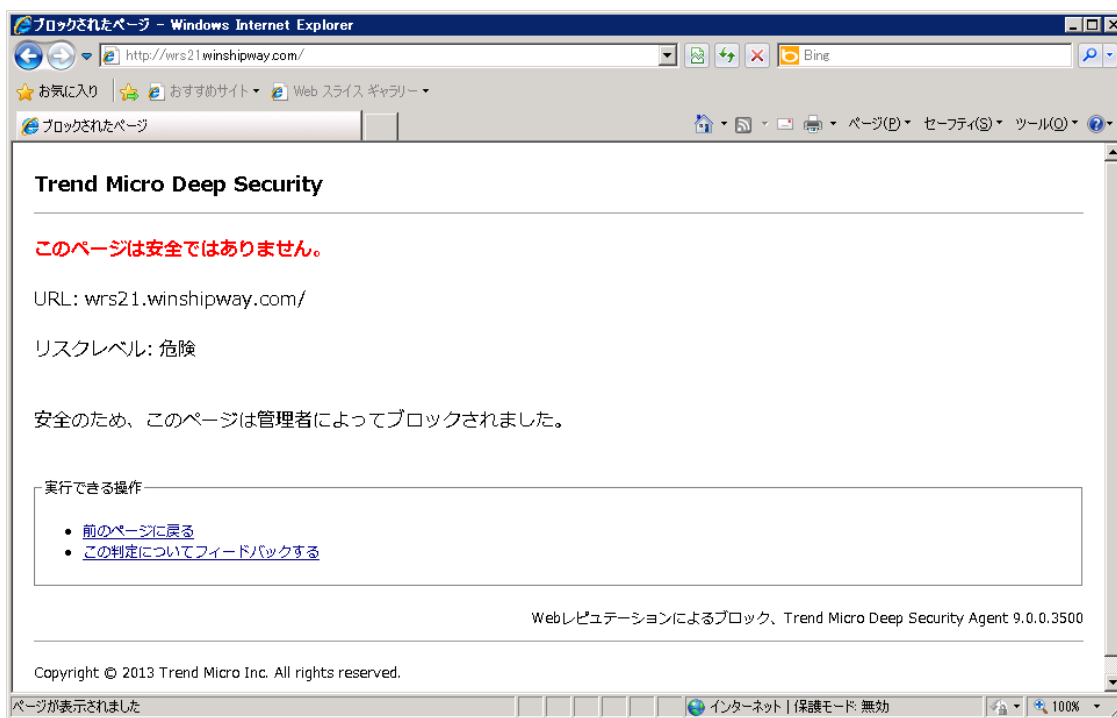 ブロックされたページ - Windows Internet Explorer
http://wrs21.winshipway.com/
Bing
お気に入り おすすめサイト Web スライス ギャラリー
ブロックされたページ ページ(P) セーフティ(S) ツール(O)
Trend Micro Deep Security
このページは安全ではありません。
URL: wrs21.winshipway.com/
リスクレベル: 危険
安全のため、このページは管理者によってブロックされました。
実行できる操作
• 前のページに戻る
• この判定についてフィードバックする
Webレピュテーションによるブロック、Trend Micro Deep Security Agent 9.0.0.3500
Copyright © 2013 Trend Micro Inc. All rights reserved.
ページが表示されました インターネット | 保護モード: 無効 100%